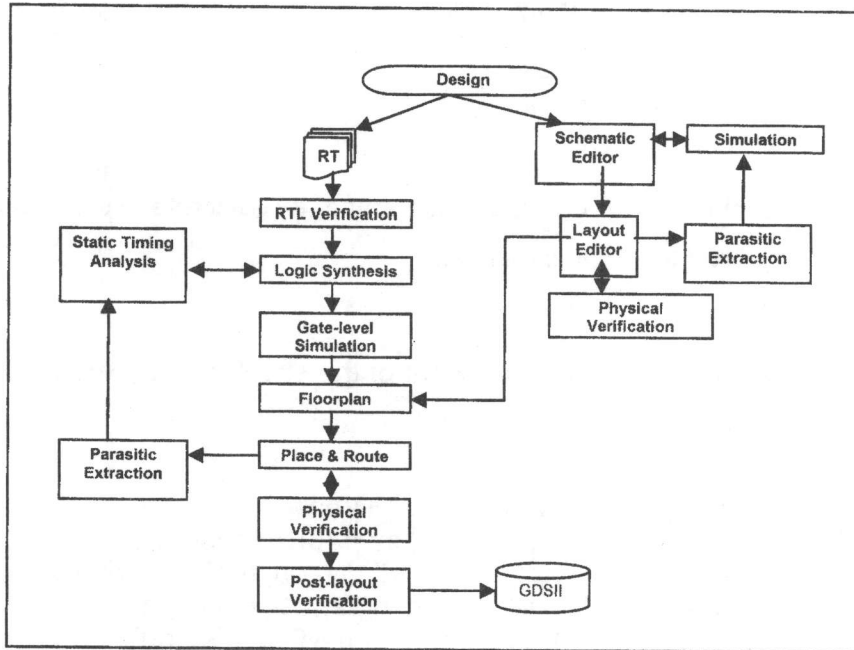 Design
RT
Schematic
Editor
Simulation
RTL Verification
Static Timing
Analysis
Layout
Editor
Parasitic
Extraction
Logic Synthesis
Physical
Verification
Gate-level
Simulation
Floorplan
Parasitic
Extraction
Place & Route
Physical
Verification
Post-layout
Verification
GDSII